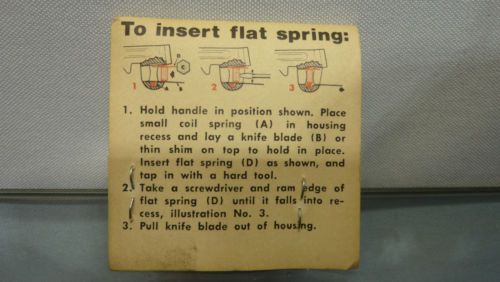 To insert flat spring:
1 2 3
D
C
A B
1. Hold handle in position shown. Place
small coil spring (A) in housing
recess and lay a knife blade (B) or
thin shim on top to hold in place.
Insert flat spring (D) as shown, and
tap in with a hard tool.
2. Take a screwdriver and ram edge of
flat spring (D) until it falls into re-
cess, illustration No. 3.
3. Pull knife blade out of housing.